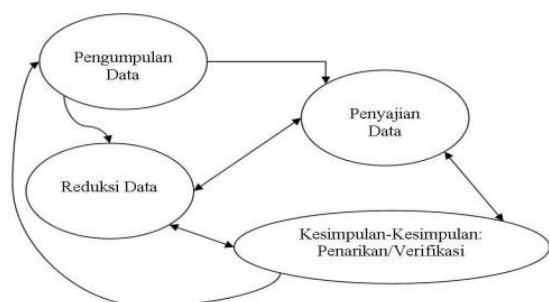 Pengumpulan
Data
Penyajian
Data
Reduksi Data
Kesimpulan-Kesimpulan:
Penarikan/Verifikasi